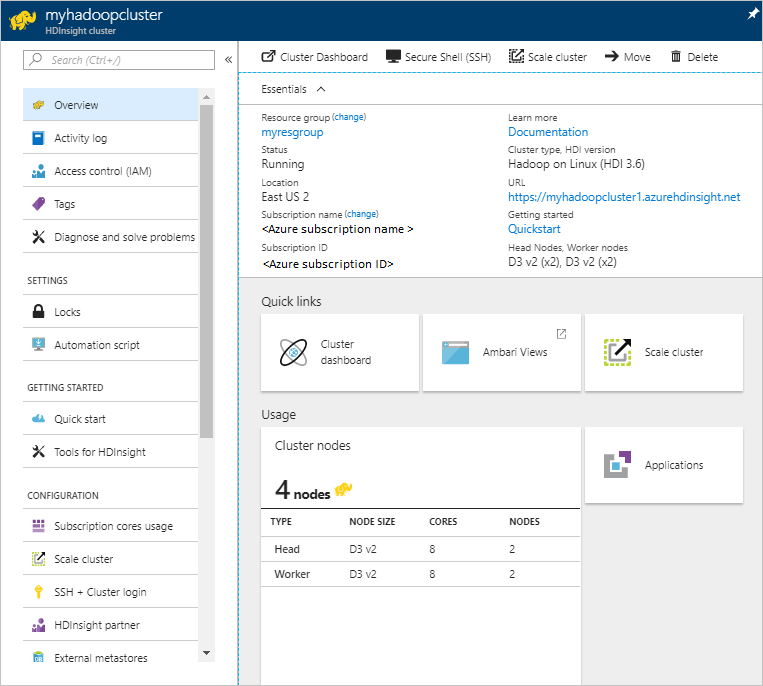 myhadoopcluster
HDInsight cluster
Search (Ctrl+/)
«
Overview
Activity log
Access control (IAM)
Tags
Diagnose and solve problems
SETTINGS
Locks
Automation script
GETTING STARTED
Quick start
Tools for HDInsight
CONFIGURATION
Subscription cores usage
Scale cluster
SSH + Cluster login
HDInsight partner
External metastores
Cluster Dashboard Secure Shell (SSH) Scale cluster Move Delete
Essentials
Resource group (change)
myresgroup
Status
Running
Location
East US 2
Subscription name (change)
<Azure subscription name >
Subscription ID
<Azure subscription ID>
Learn more
Documentation
Cluster type, HDI version
Hadoop on Linux (HDI 3.6)
URL
https://myhadoopcluster1.azurehdinsight.net
Getting started
Quickstart
Head Nodes, Worker nodes
D3 v2 (x2), D3 v2 (x2)
Quick links
Cluster
dashboard
Ambari Views
Scale cluster
Usage
Cluster nodes
4 nodes
TYPE NODE SIZE CORES NODES
Head D3 v2 8 2
Worker D3 v2 8 2
Applications